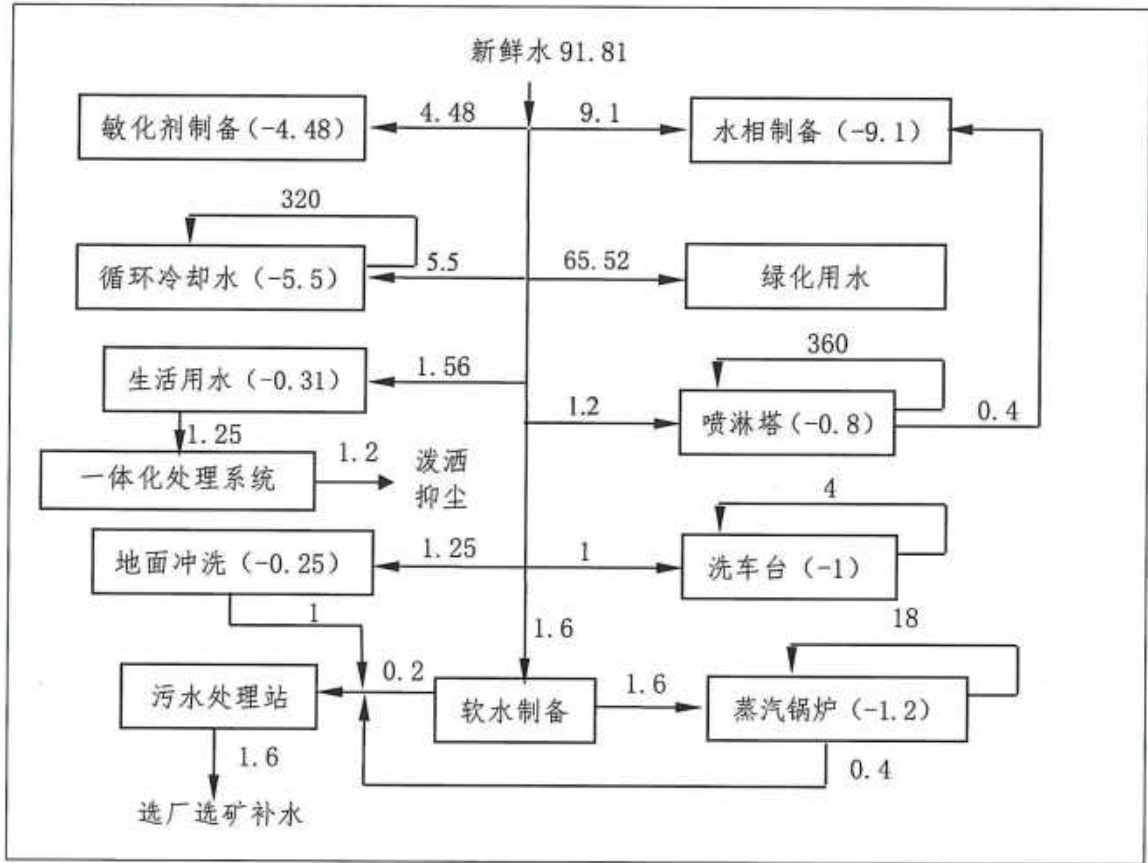 新鲜水 91.81
敏化剂制备(-4.48)
4.48
9.1
水相制备(-9.1)
320
循环冷却水(-5.5)
5.5
65.52
绿化用水
360
生活用水(-0.31)
1.56
1.2
喷淋塔(-0.8)
0.4
1.25
一体化处理系统
1.2
泼洒
抑尘
4
地面冲洗(-0.25)
1.25
1
洗车台(-1)
1
1.6
18
污水处理站
0.2
软水制备
1.6
蒸汽锅炉(-1.2)
1.6
0.4
选厂选矿补水